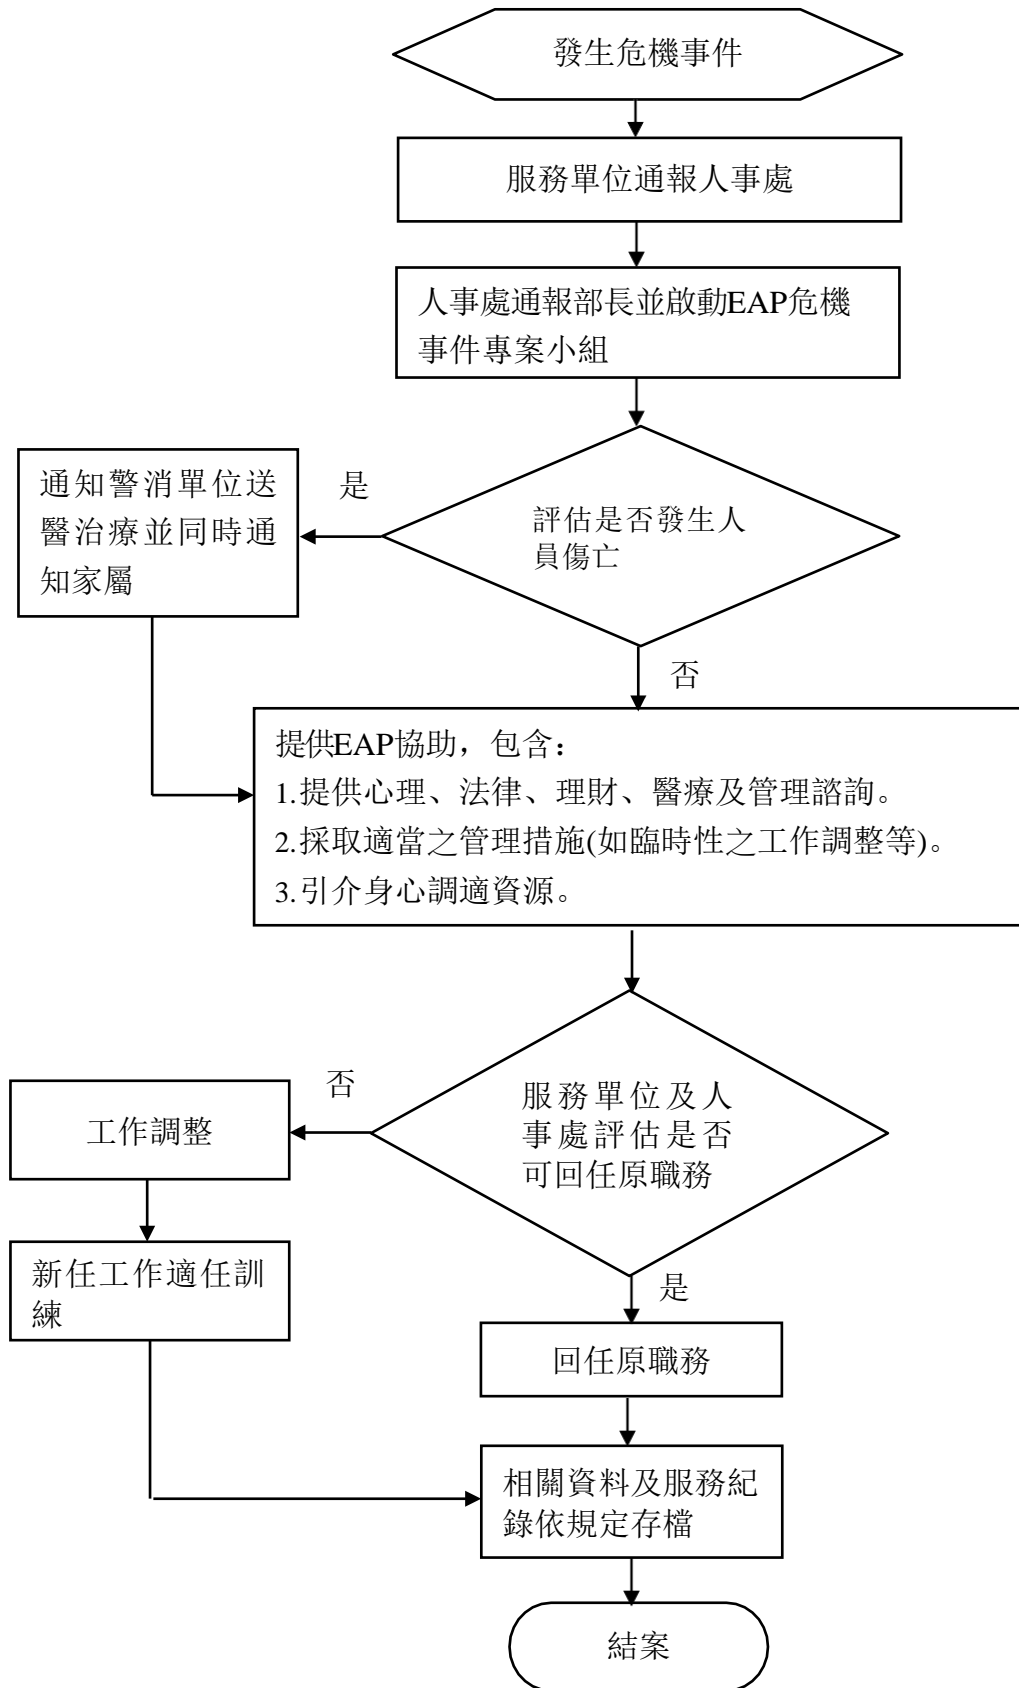 發生危機事件
服務單位通報人事處
人事處通報部長並啟動EAP危機
事件專案小組
是
通知警消單位送
醫治療並同時通
知家屬
評估是否發生人
員傷亡
否
提供EAP協助，包含：
1.提供心理、法律、理財、醫療及管理諮詢。
2.採取適當之管理措施(如臨時性之工作調整等)。
3.引介身心調適資源。
否
服務單位及人
事處評估是否
可回任原職務
工作調整
新任工作適任訓
練
是
回任原職務
相關資料及服務紀
錄依規定存檔
結案